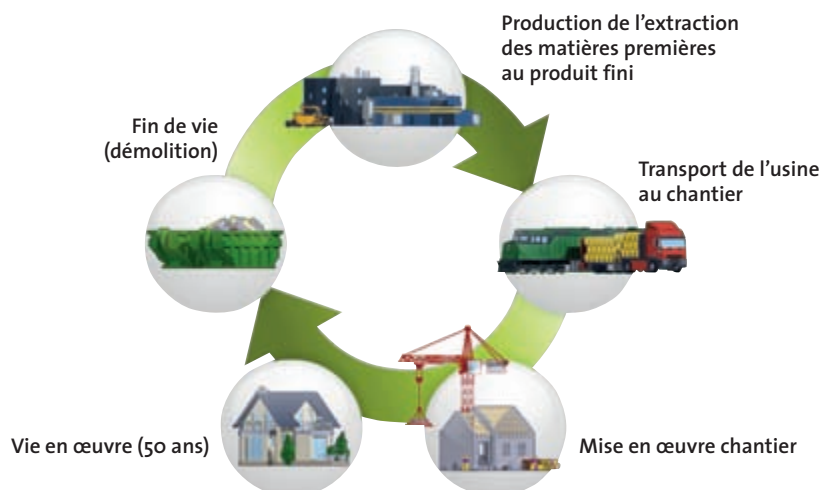 Production de l’extraction
des matières premières
au produit fini
Transport de l’usine
au chantier
Mise en œuvre chantier
Vie en œuvre (50 ans)
Fin de vie
(démolition)